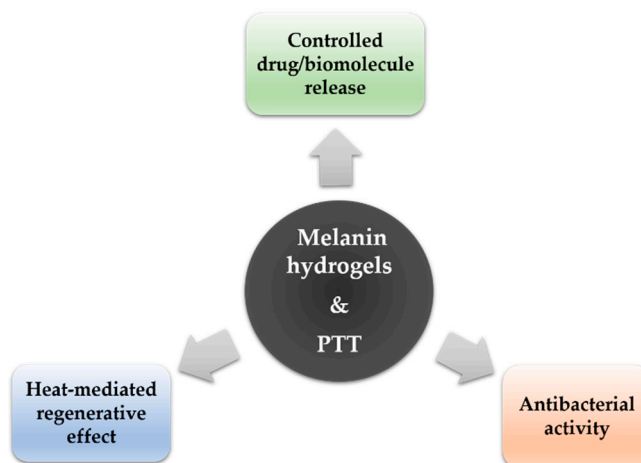 Controlled
drug/biomolecule
release
Melanin
hydrogels
&
PTT
Heat-mediated
regenerative
effect
Antibacterial
activity